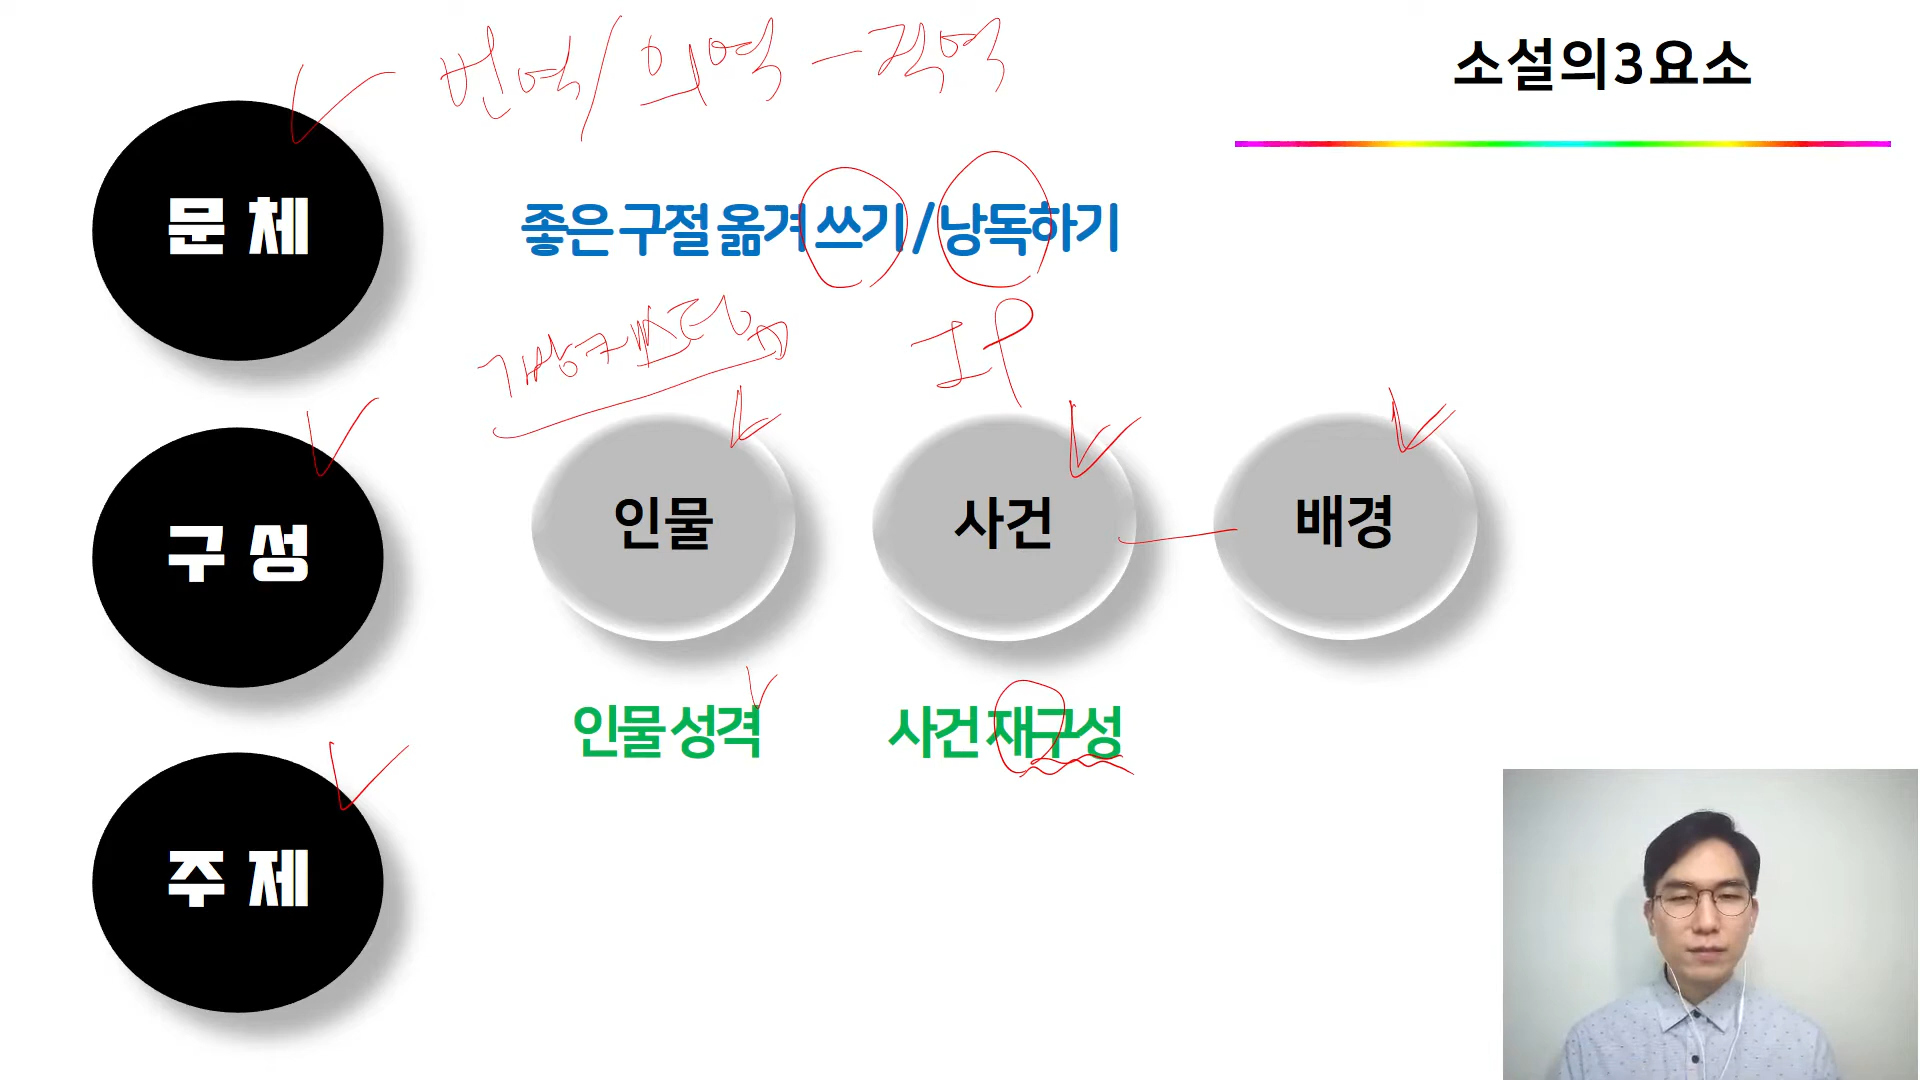 소설의3요소
번역/의역-직역
문 체
좋은 구절 옮겨 쓰기/낭독하기
IP
구 성
인물
사건
배경
인물 성격
사건 재구성
주 제